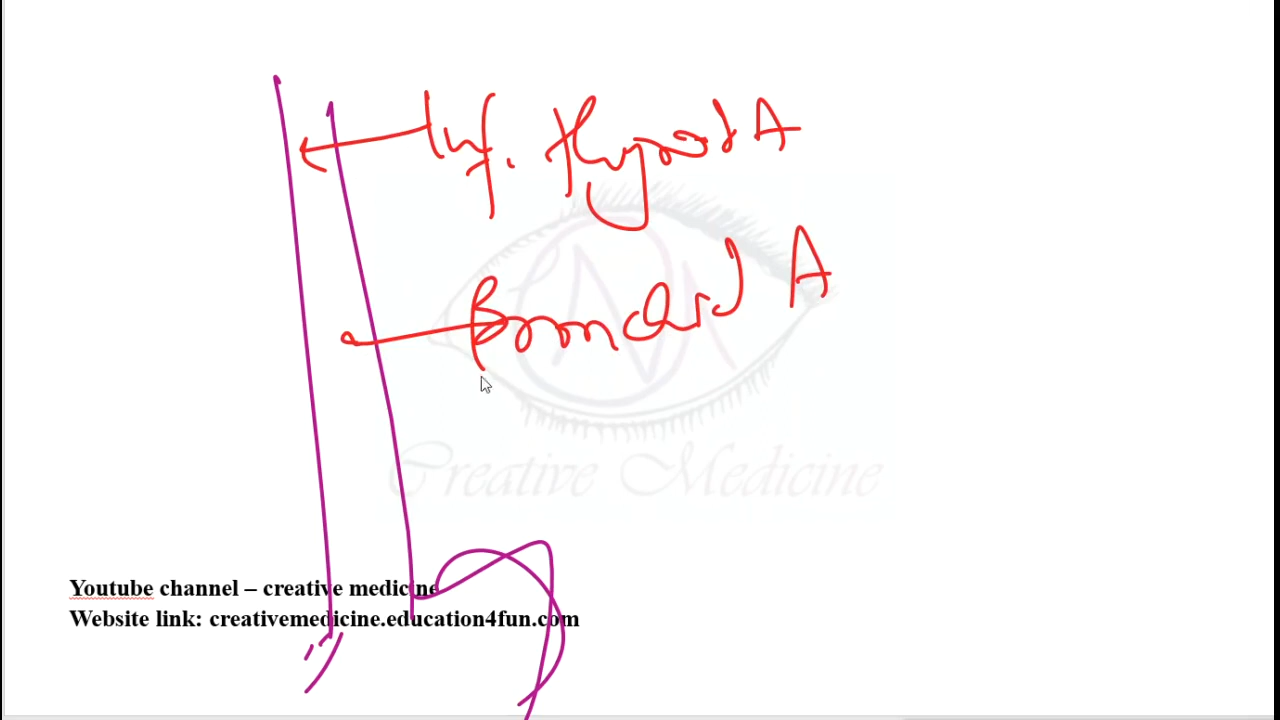 Inf. thyroid A
Bronchial A
Creative Medicine
Youtube channel – creative medicine
Website link: creativemedicine.education4fun.com